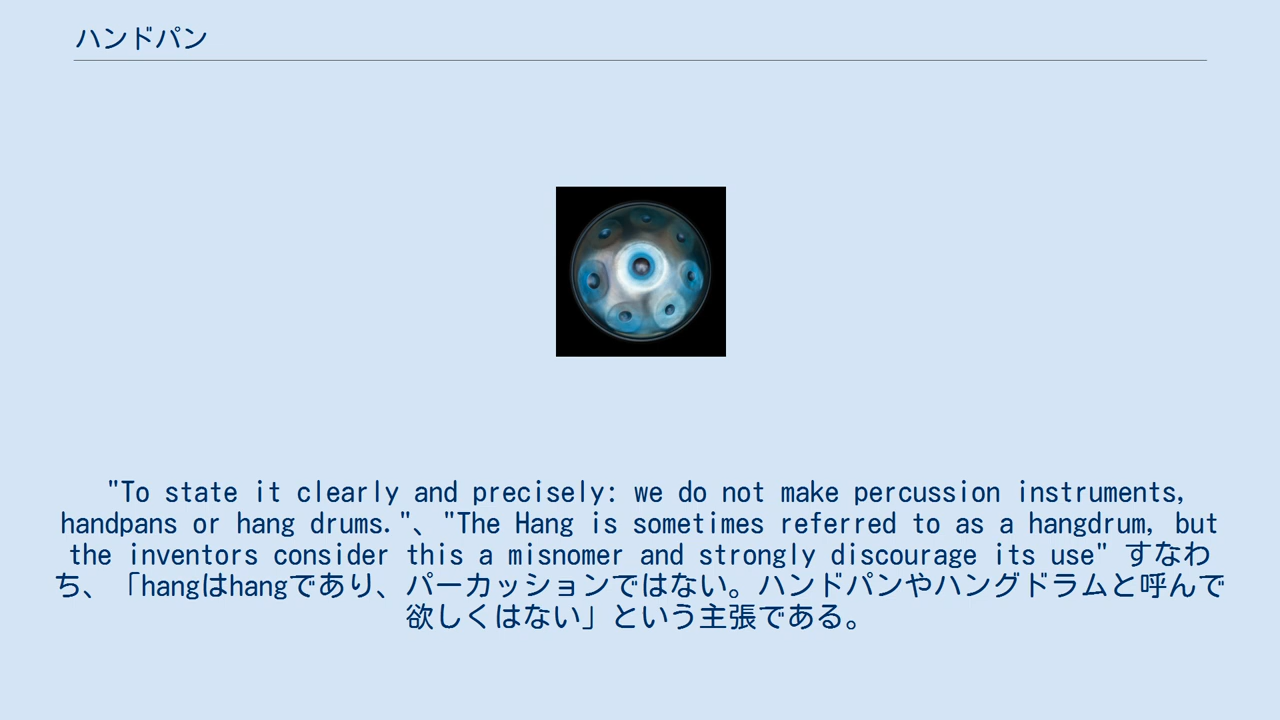 ハンドパン
"To state it clearly and precisely: we do not make percussion instruments,
handpans or hang drums."、"The Hang is sometimes referred to as a hangdrum, but
the inventors consider this a misnomer and strongly discourage its use" すなわ
ち、「hangはhangであり、パーカッションではない。ハンドパンやハングドラムと呼んで
欲しくはない」という主張である。